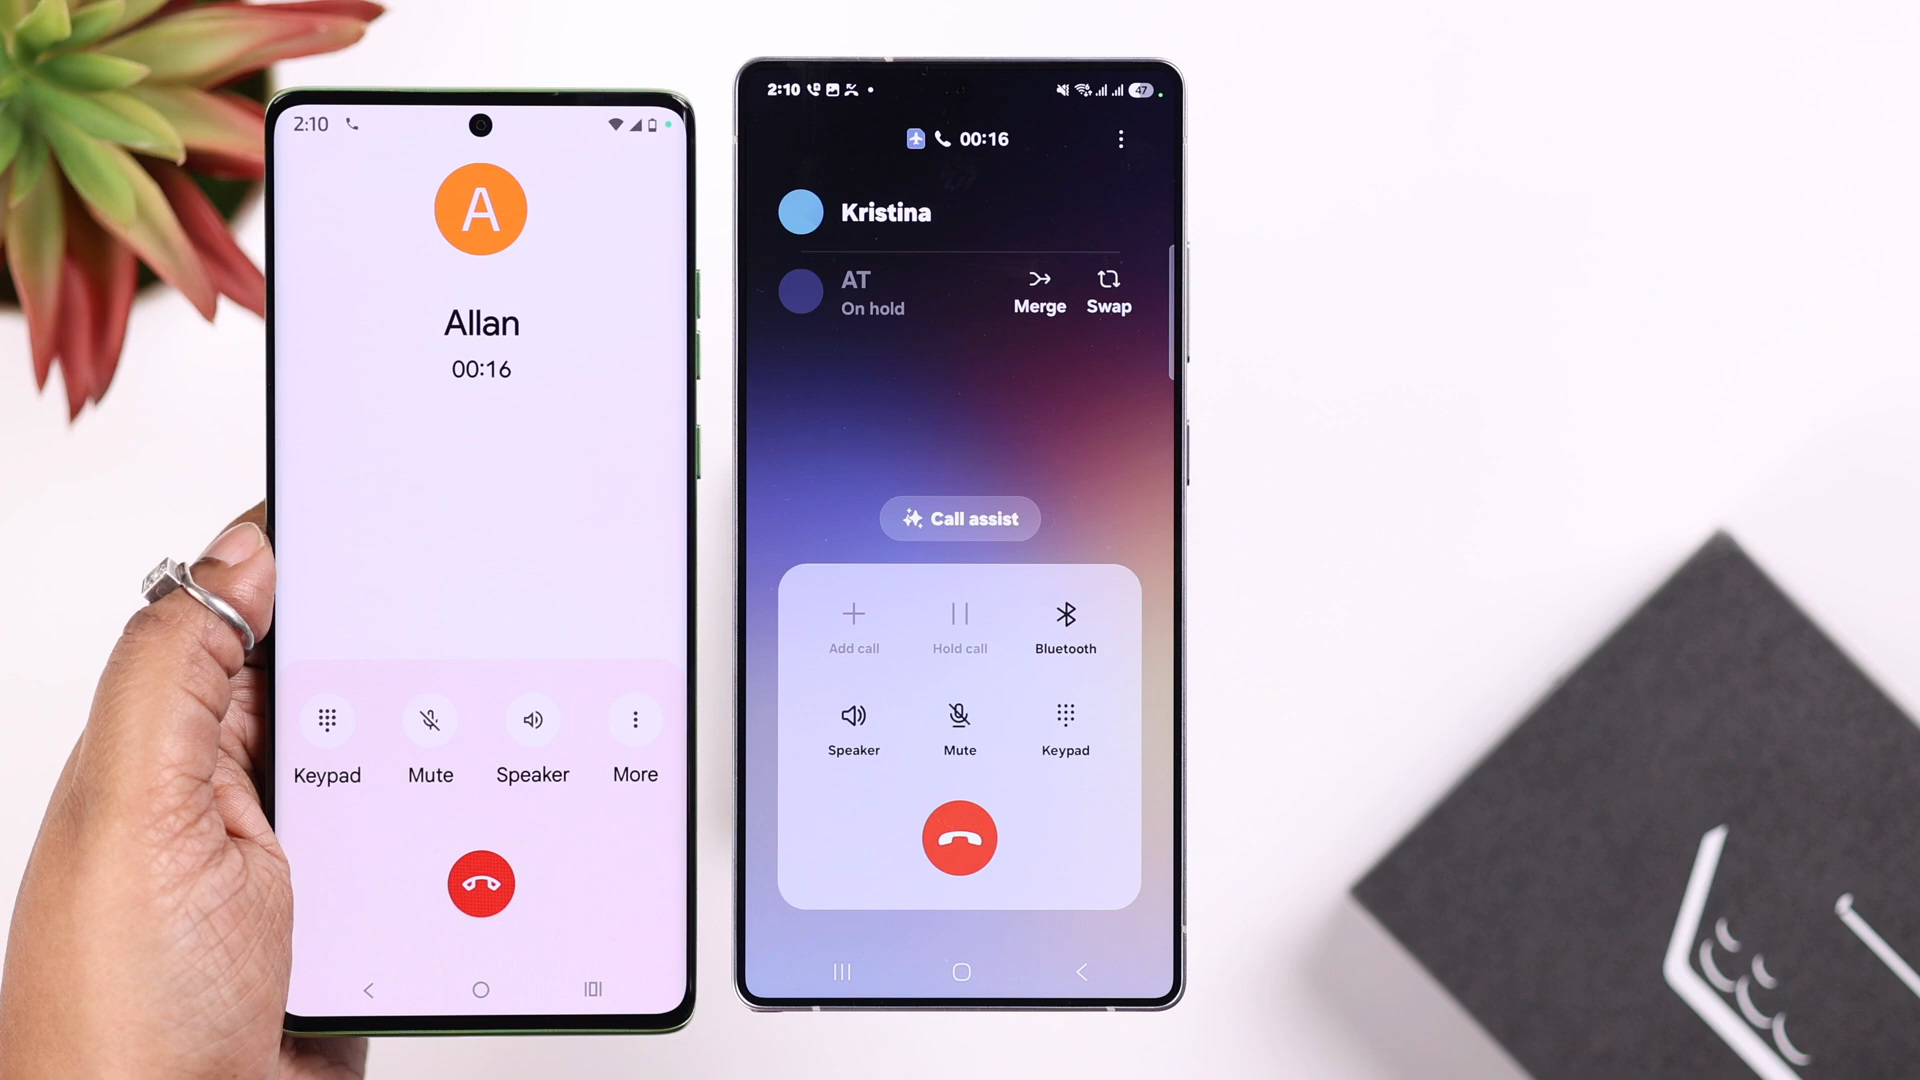 2:10
A
Allan
00:16
Keypad
Mute
Speaker
More
2:10
47
00:16
Kristina
AT
On hold
Merge
Swap
Call assist
Add call
Hold call
Bluetooth
Speaker
Mute
Keypad